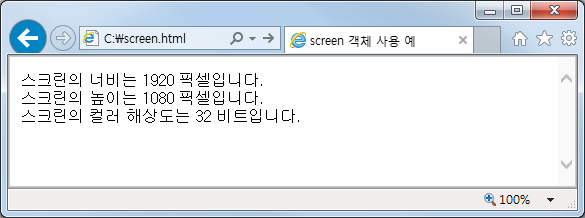 C:₩screen.html
screen 객체 사용 예
스크린의 너비는 1920 픽셀입니다.
스크린의 높이는 1080 픽셀입니다.
스크린의 컬러 해상도는 32 비트입니다.
100%